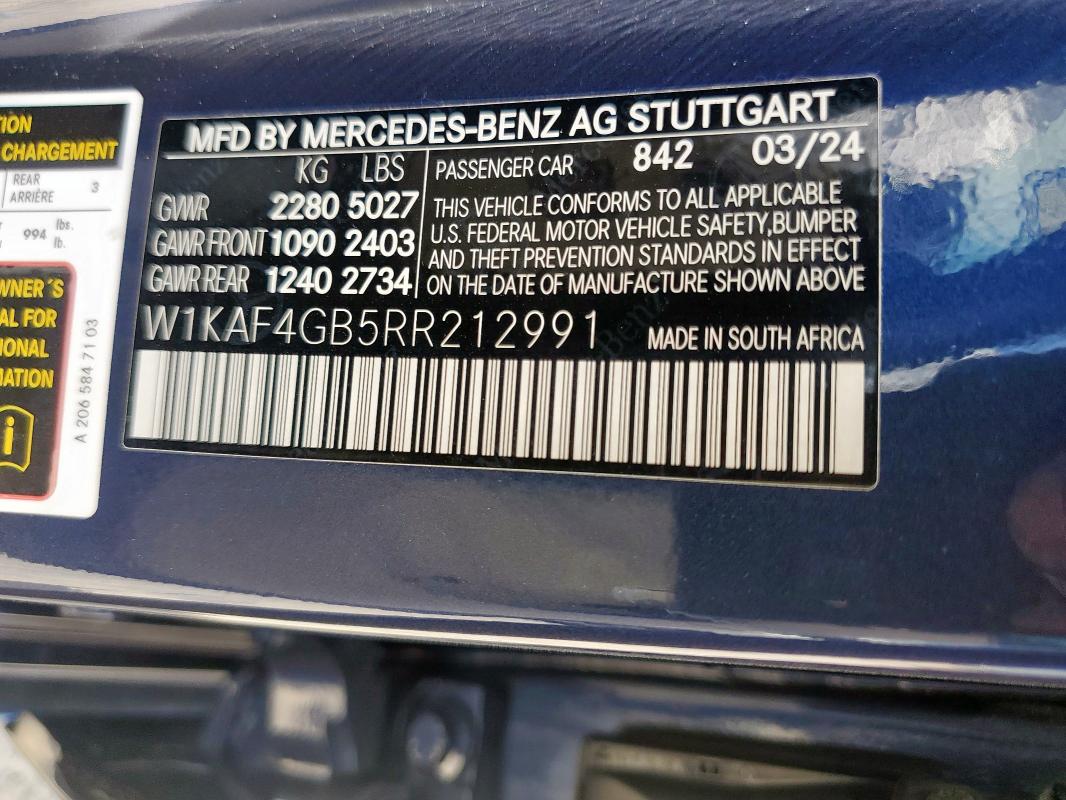 TION
CHARGEMENT
REAR
ARRIÈRE
3
994 lbs.
lb.
WNER´S
AL FOR
IONAL
MATION
i
A 206 584 71 03
MFD BY MERCEDES-BENZ AG STUTTGART
KG LBS
GVWR 2280 5027
GAWR FRONT 1090 2403
GAWR REAR 1240 2734
PASSENGER CAR 842 03/24
THIS VEHICLE CONFORMS TO ALL APPLICABLE
U.S. FEDERAL MOTOR VEHICLE SAFETY,BUMPER
AND THEFT PREVENTION STANDARDS IN EFFECT
ON THE DATE OF MANUFACTURE SHOWN ABOVE
W1KAF4GB5RR212991
MADE IN SOUTH AFRICA